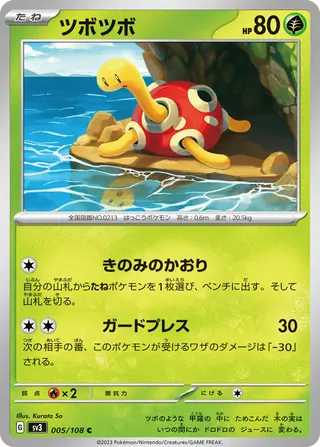 たね
ツボツボ
HP80
全国図鑑NO.0213 はっこうポケモン 高さ:0.6m 重さ:20.5kg
きのみのかおり
自分の山札からたねポケモンを1枚選び、ベンチに出す。そして山札を切る。
ガードプレス 30
次の相手の番、このポケモンが受けるワザのダメージは「-30」される。
弱点 ×2 抵抗力 にげる
Illus. Kurata So
G sv3 005/108 C
ツボのような 甲羅の 中に ため込んだ 木の実は
いつの間にか ドロドロの ジュースに 変わる。
©2023 Pokémon/Nintendo/Creatures/GAME FREAK.